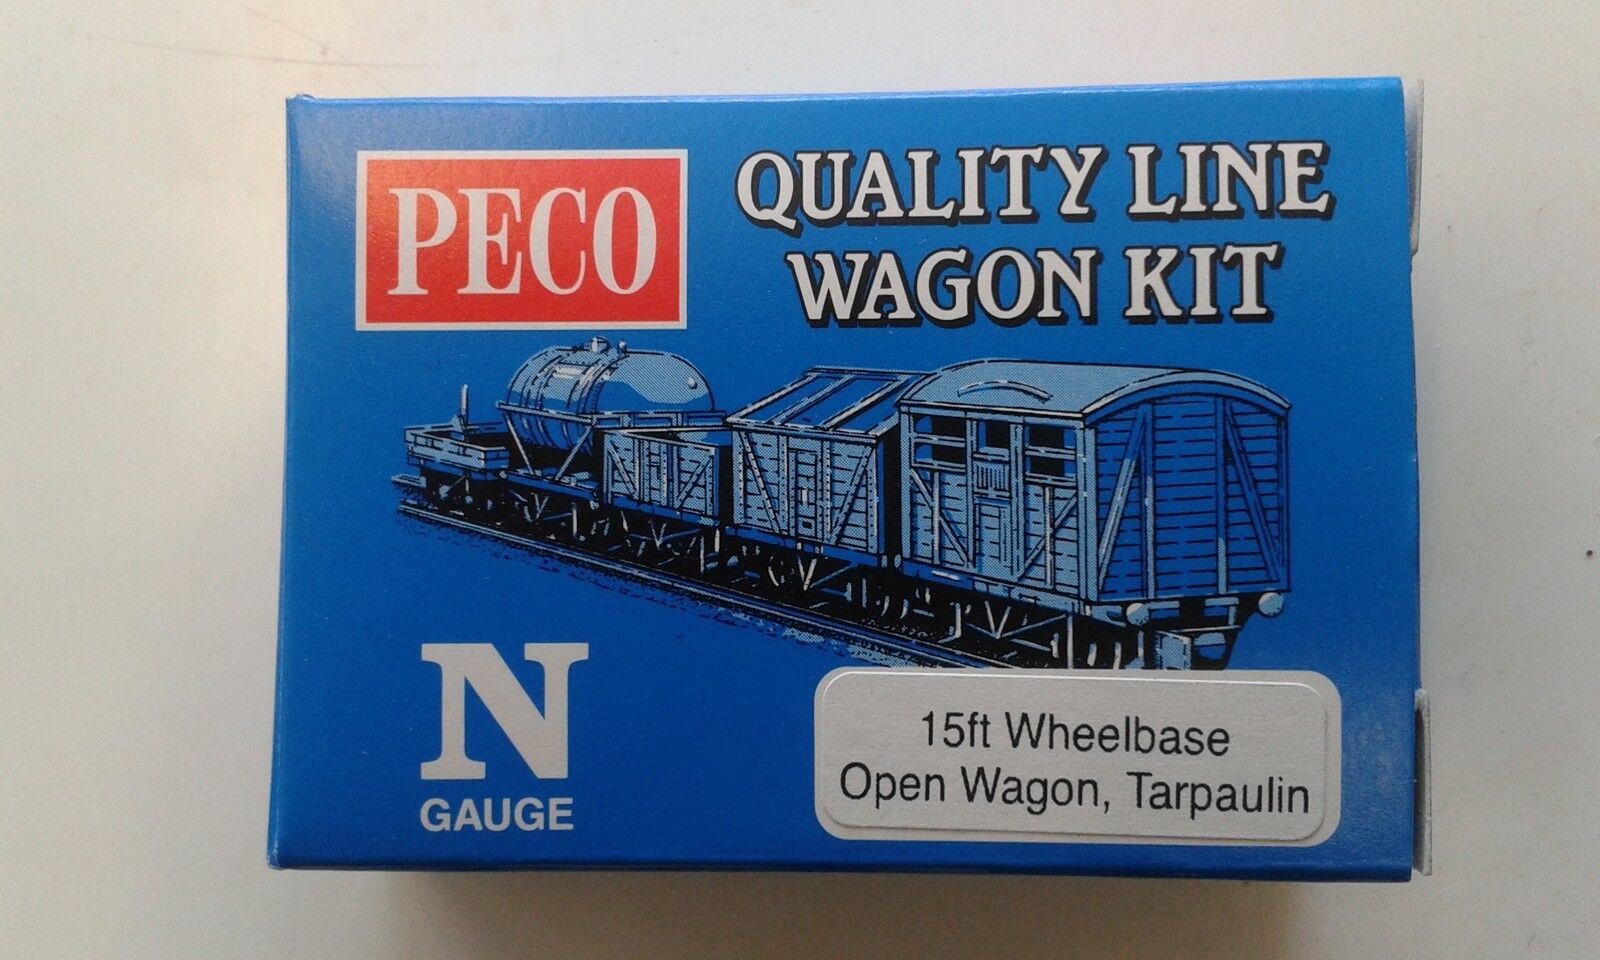 PECO
QUALITY LINE
WAGON KIT
N
GAUGE
15ft Wheelbase
Open Wagon, Tarpaulin